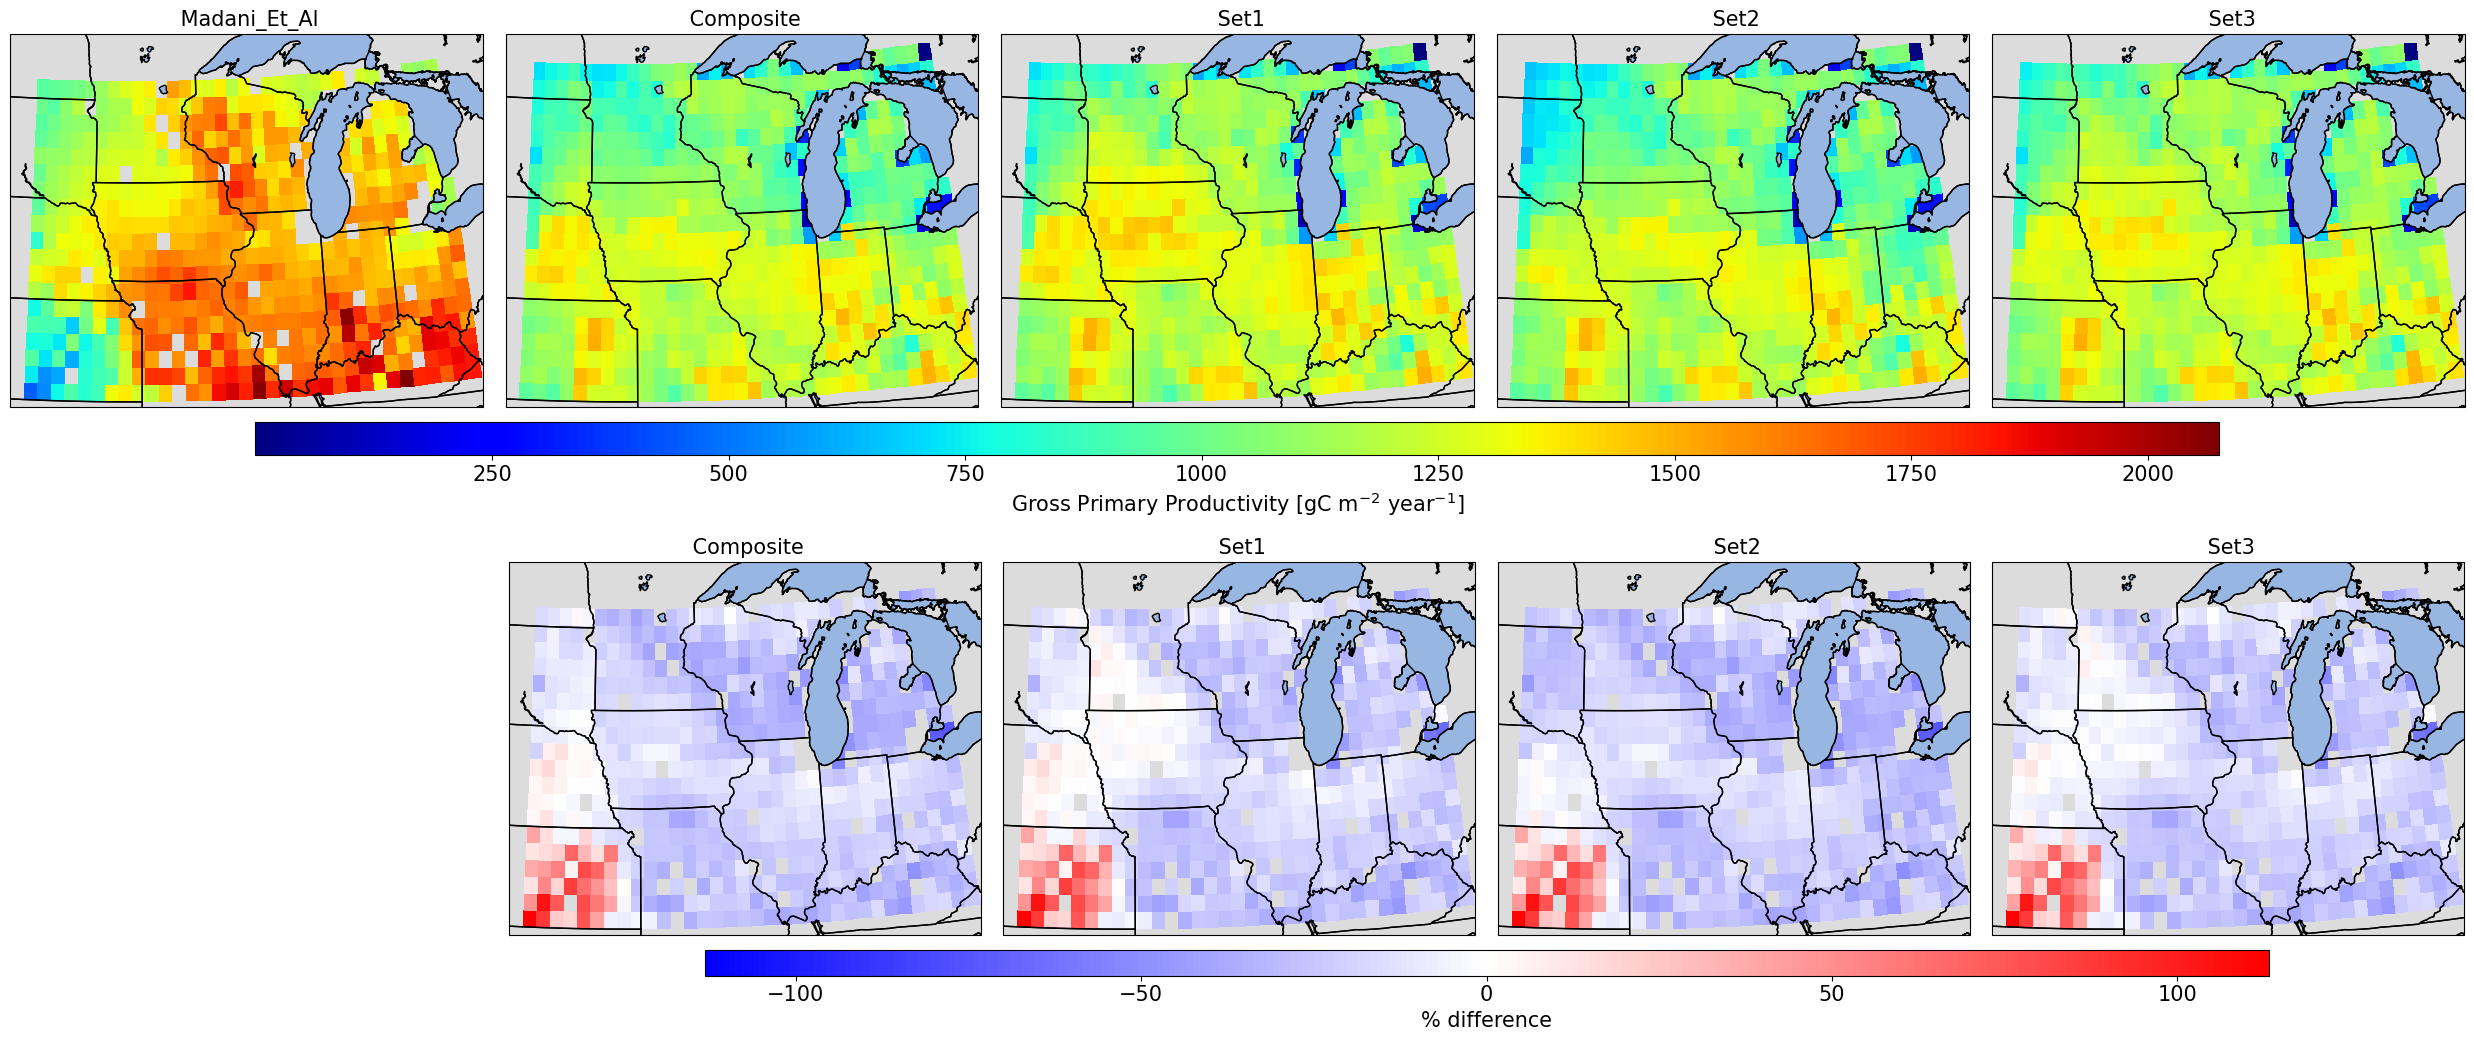 Madani_Et_Al Composite Set1 Set2 Set3
250 500 750 1000 1250 1500 1750 2000
Gross Primary Productivity [gC m⁻² year⁻¹]
Composite Set1 Set2 Set3
−100 −50 0 50 100
% difference